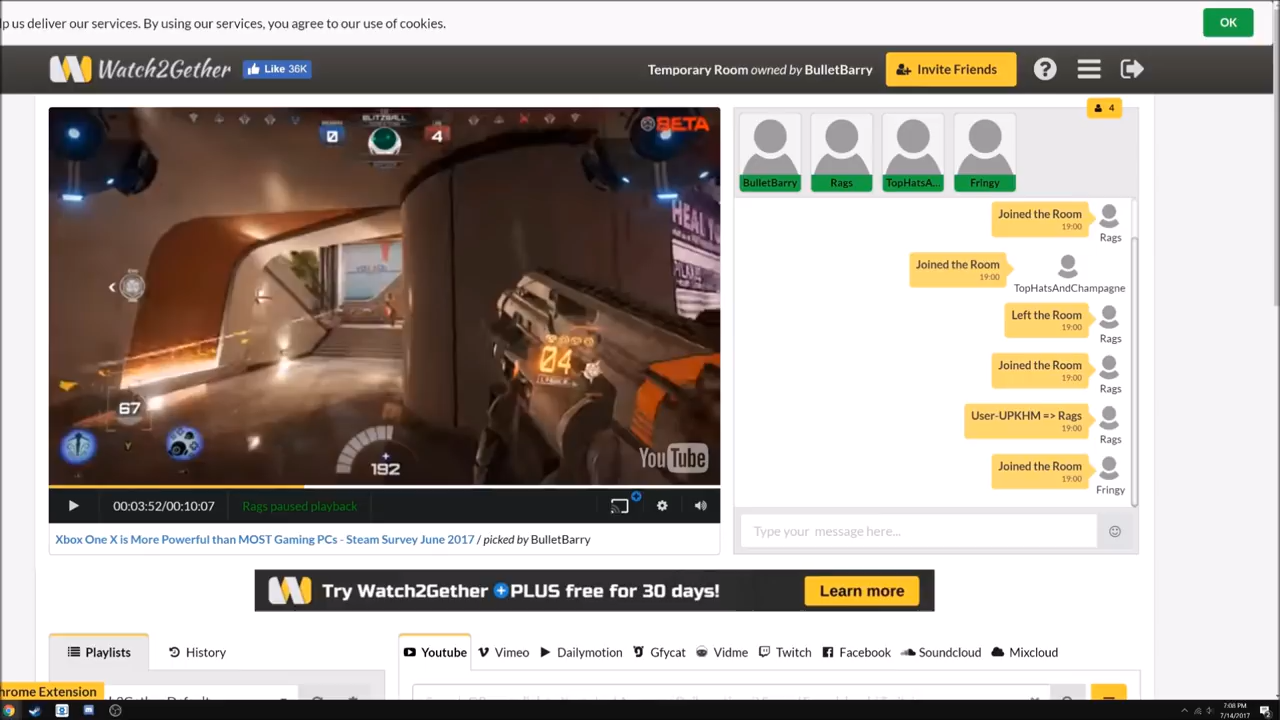 p us deliver our services. By using our services, you agree to our use of cookies.
OK
Watch2Gether
Like 36K
Temporary Room owned by BulletBarry
Invite Friends
4
BLITZBALL
0
4
BETA
HEAL YOU
04
67
Y
192
YouTube
BulletBarry
Rags
TopHatsA...
Fringy
Joined the Room
19:00
Rags
Joined the Room
19:00
TopHatsAndChampagne
Left the Room
19:00
Rags
Joined the Room
19:00
Rags
User-UPKHM => Rags
19:00
Rags
Joined the Room
19:00
Fringy
00:03:52/00:10:07
Rags paused playback
Type your message here...
Xbox One X is More Powerful than MOST Gaming PCs - Steam Survey June 2017 / picked by BulletBarry
Try Watch2Gether PLUS free for 30 days!
Learn more
Playlists
History
Youtube
Vimeo
Dailymotion
Gfycat
Vidme
Twitch
Facebook
Soundcloud
Mixcloud
hrome Extension
7:08 PM
7/14/2017